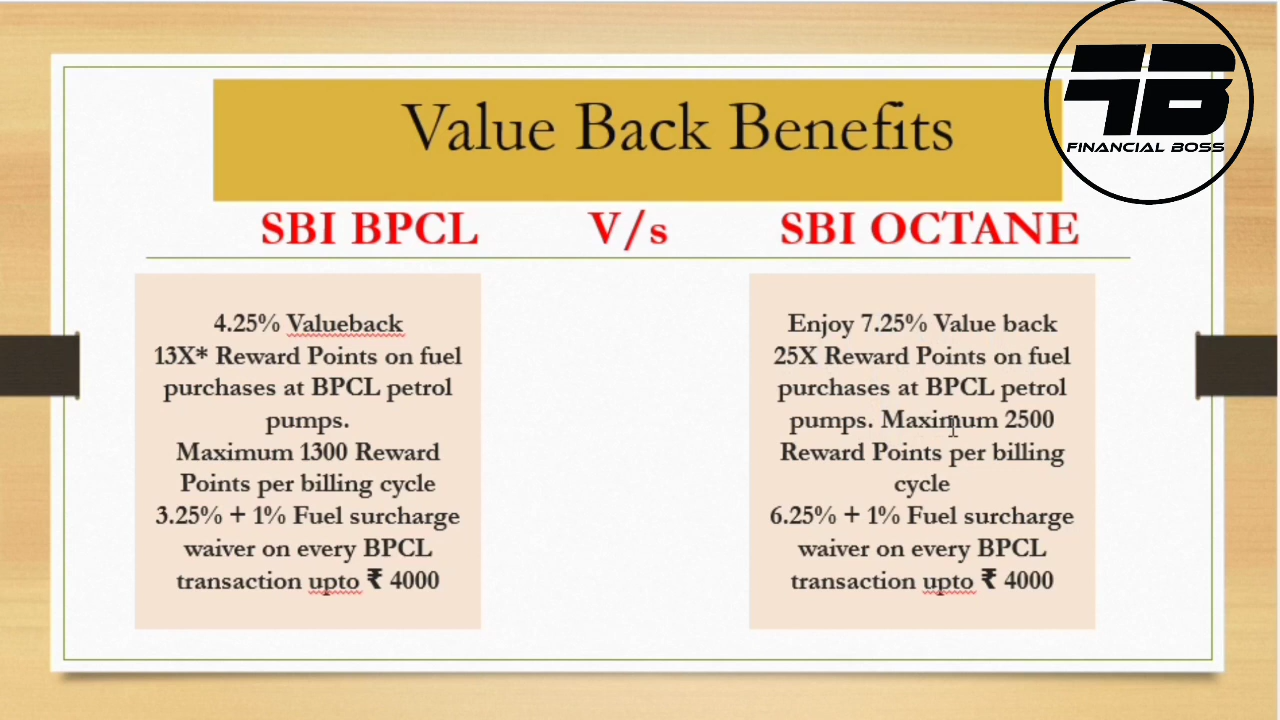 Value Back Benefits
FINANCIAL BOSS
SBI BPCL V/s SBI OCTANE
4.25% Valueback
13X* Reward Points on fuel
purchases at BPCL petrol
pumps.
Maximum 1300 Reward
Points per billing cycle
3.25% + 1% Fuel surcharge
waiver on every BPCL
transaction upto ₹ 4000
Enjoy 7.25% Value back
25X Reward Points on fuel
purchases at BPCL petrol
pumps. Maximum 2500
Reward Points per billing
cycle
6.25% + 1% Fuel surcharge
waiver on every BPCL
transaction upto ₹ 4000